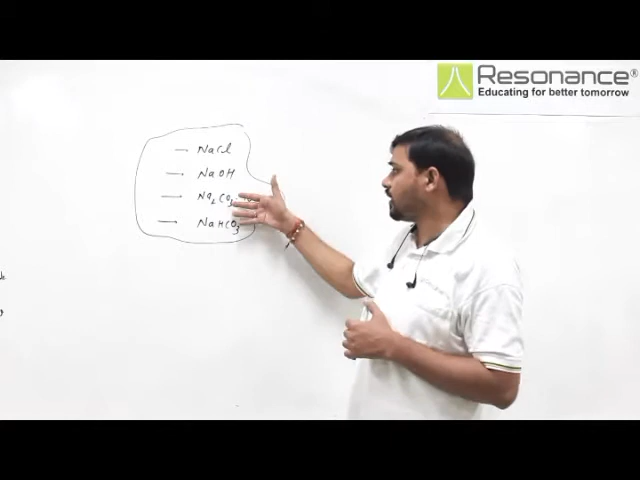 Resonance®
Educating for better tomorrow
→ NaCl
→ NaOH
→ Na₂CO₃
→ NaHCO₃